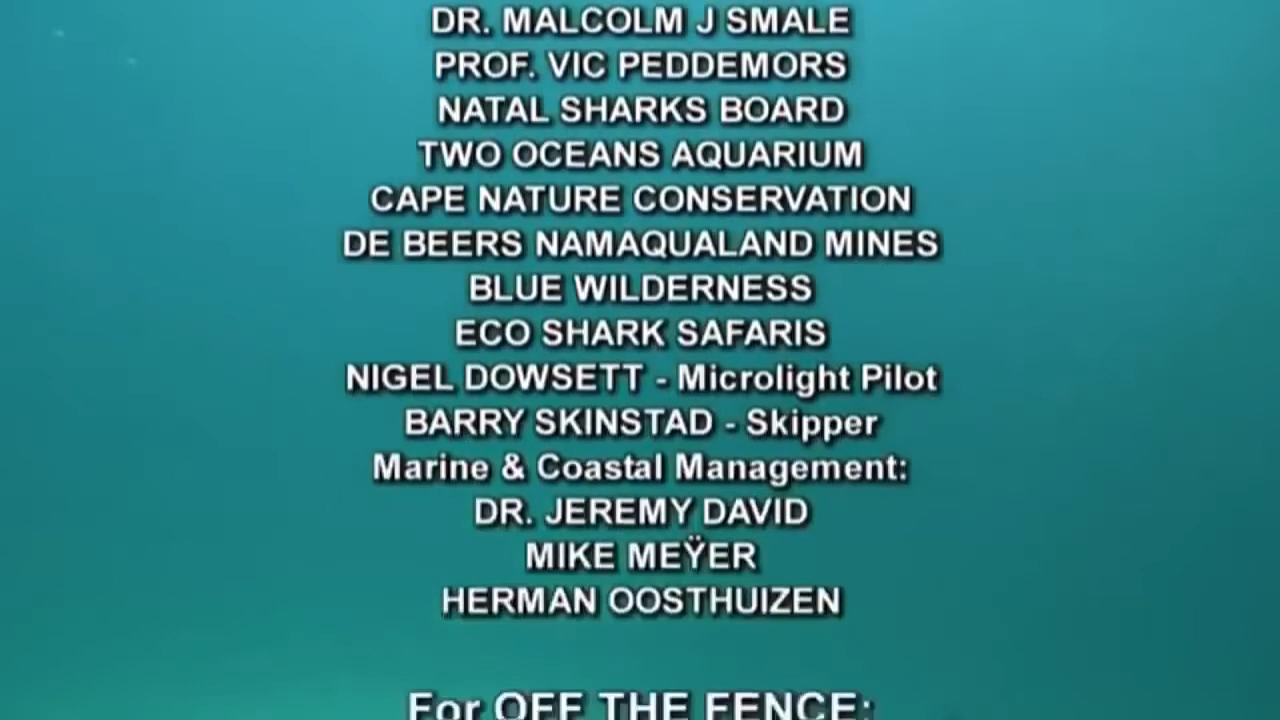 DR. MALCOLM J SMALE
PROF. VIC PEDDEMORS
NATAL SHARKS BOARD
TWO OCEANS AQUARIUM
CAPE NATURE CONSERVATION
DE BEERS NAMAQUALAND MINES
BLUE WILDERNESS
ECO SHARK SAFARIS
NIGEL DOWSETT - Microlight Pilot
BARRY SKINSTAD - Skipper
Marine & Coastal Management:
DR. JEREMY DAVID
MIKE MEŸER
HERMAN OOSTHUIZEN
For OFF THE FENCE: